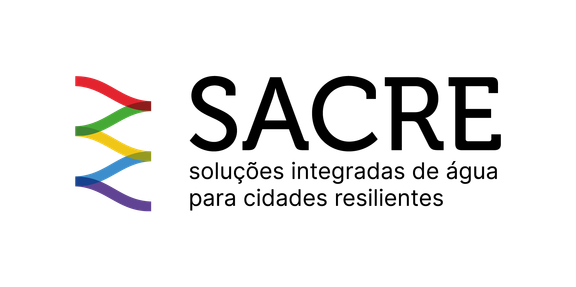 SACRE
soluções integradas de água
para cidades resilientes